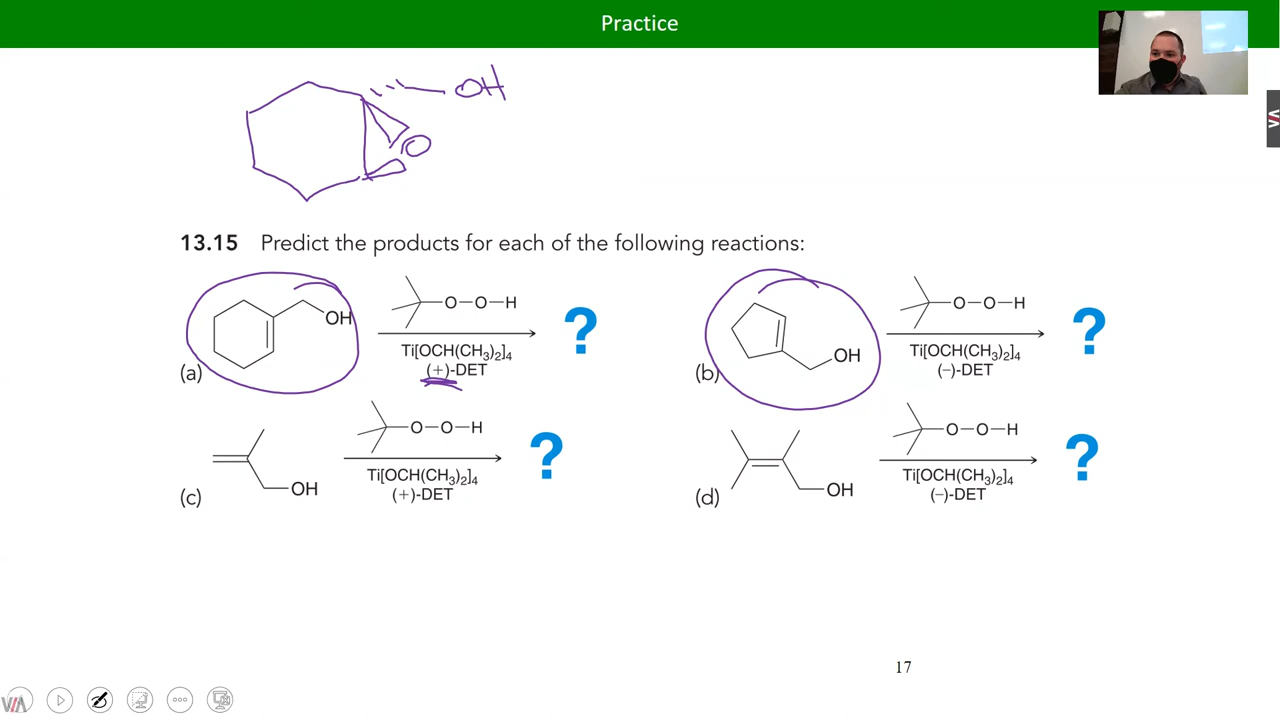 Practice
OH
O
13.15 Predict the products for each of the following reactions:
(a)
OH
O–O–H
Ti[OCH(CH₃)₂]₄
(+)-DET
?
(b)
OH
O–O–H
Ti[OCH(CH₃)₂]₄
(–)-DET
?
(c)
OH
O–O–H
Ti[OCH(CH₃)₂]₄
(+)-DET
?
(d)
OH
O–O–H
Ti[OCH(CH₃)₂]₄
(–)-DET
?
17